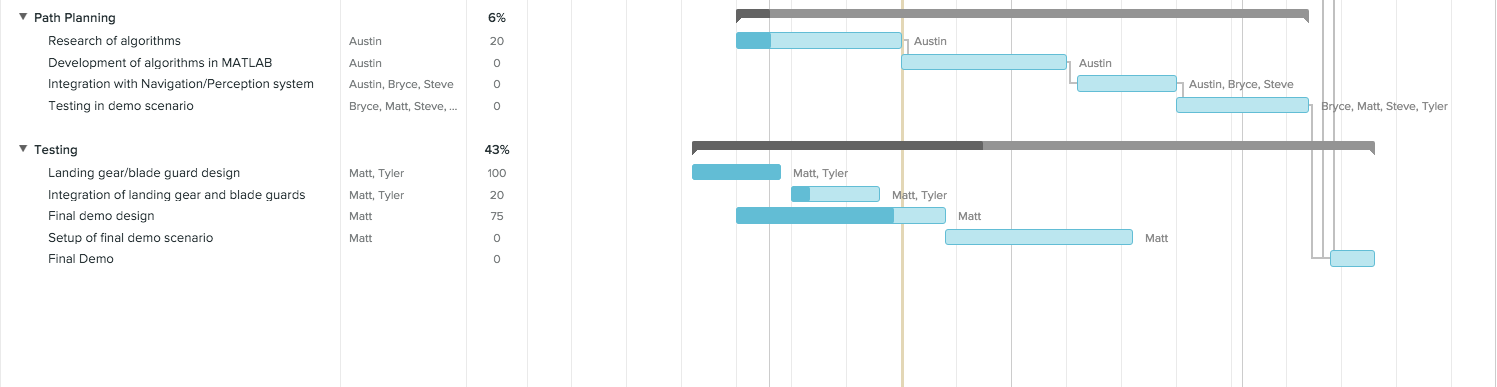 Path Planning 6%
Research of algorithms Austin 20 Austin
Development of algorithms in MATLAB Austin 0 Austin
Integration with Navigation/Perception system Austin, Bryce, Steve 0 Austin, Bryce, Steve
Testing in demo scenario Bryce, Matt, Steve, ... 0 Bryce, Matt, Steve, Tyler
Testing 43%
Landing gear/blade guard design Matt, Tyler 100 Matt, Tyler
Integration of landing gear and blade guards Matt, Tyler 20 Matt, Tyler
Final demo design Matt 75 Matt
Setup of final demo scenario Matt 0 Matt
Final Demo 0